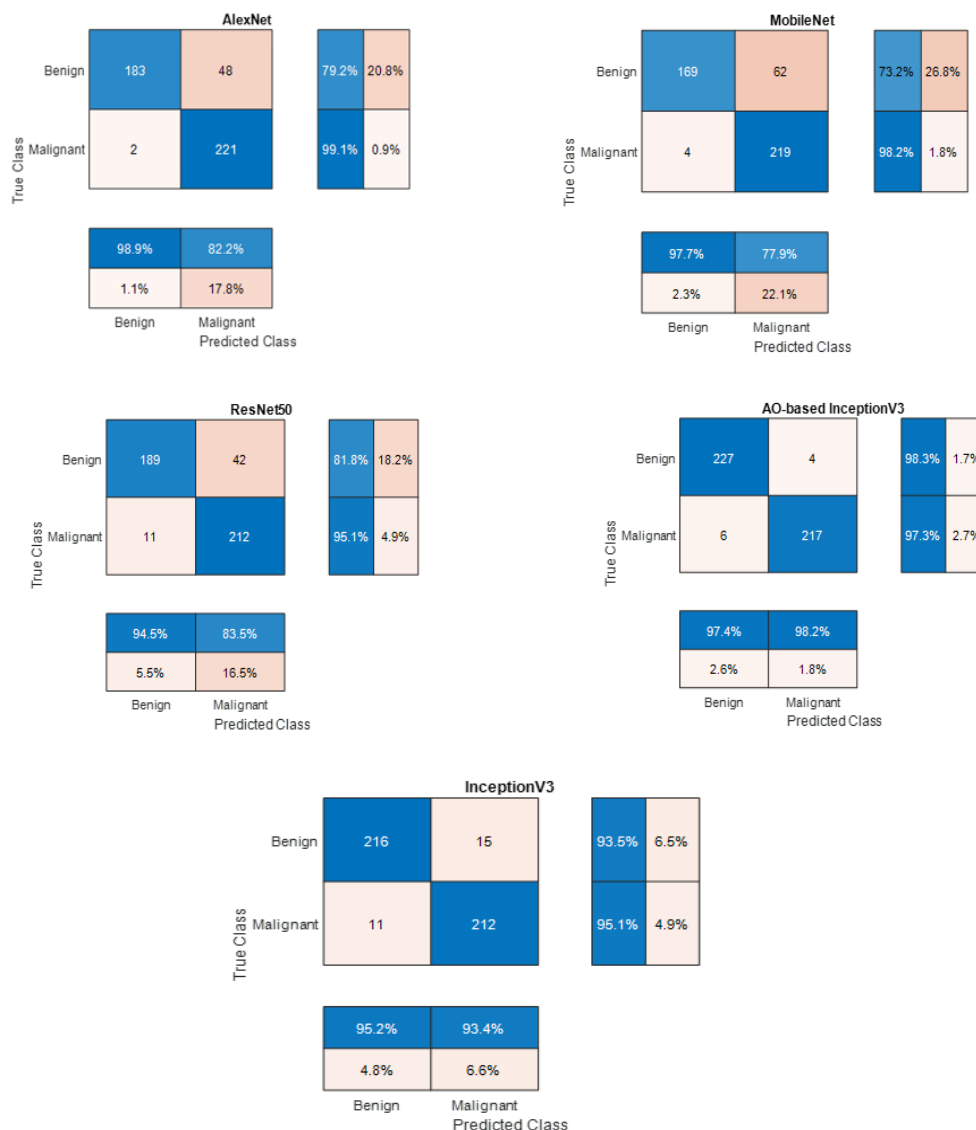 AlexNet
Benign 183 48 79.2% 20.8%
Malignant 2 221 99.1% 0.9%
True Class
98.9% 82.2%
1.1% 17.8%
Benign Malignant
Predicted Class
MobileNet
Benign 169 62 73.2% 26.8%
Malignant 4 219 98.2% 1.8%
True Class
97.7% 77.9%
2.3% 22.1%
Benign Malignant
Predicted Class
ResNet50
Benign 189 42 81.8% 18.2%
Malignant 11 212 95.1% 4.9%
True Class
94.5% 83.5%
5.5% 16.5%
Benign Malignant
Predicted Class
AO-based InceptionV3
Benign 227 4 98.3% 1.7%
Malignant 6 217 97.3% 2.7%
True Class
97.4% 98.2%
2.6% 1.8%
Benign Malignant
Predicted Class
InceptionV3
Benign 216 15 93.5% 6.5%
Malignant 11 212 95.1% 4.9%
True Class
95.2% 93.4%
4.8% 6.6%
Benign Malignant
Predicted Class